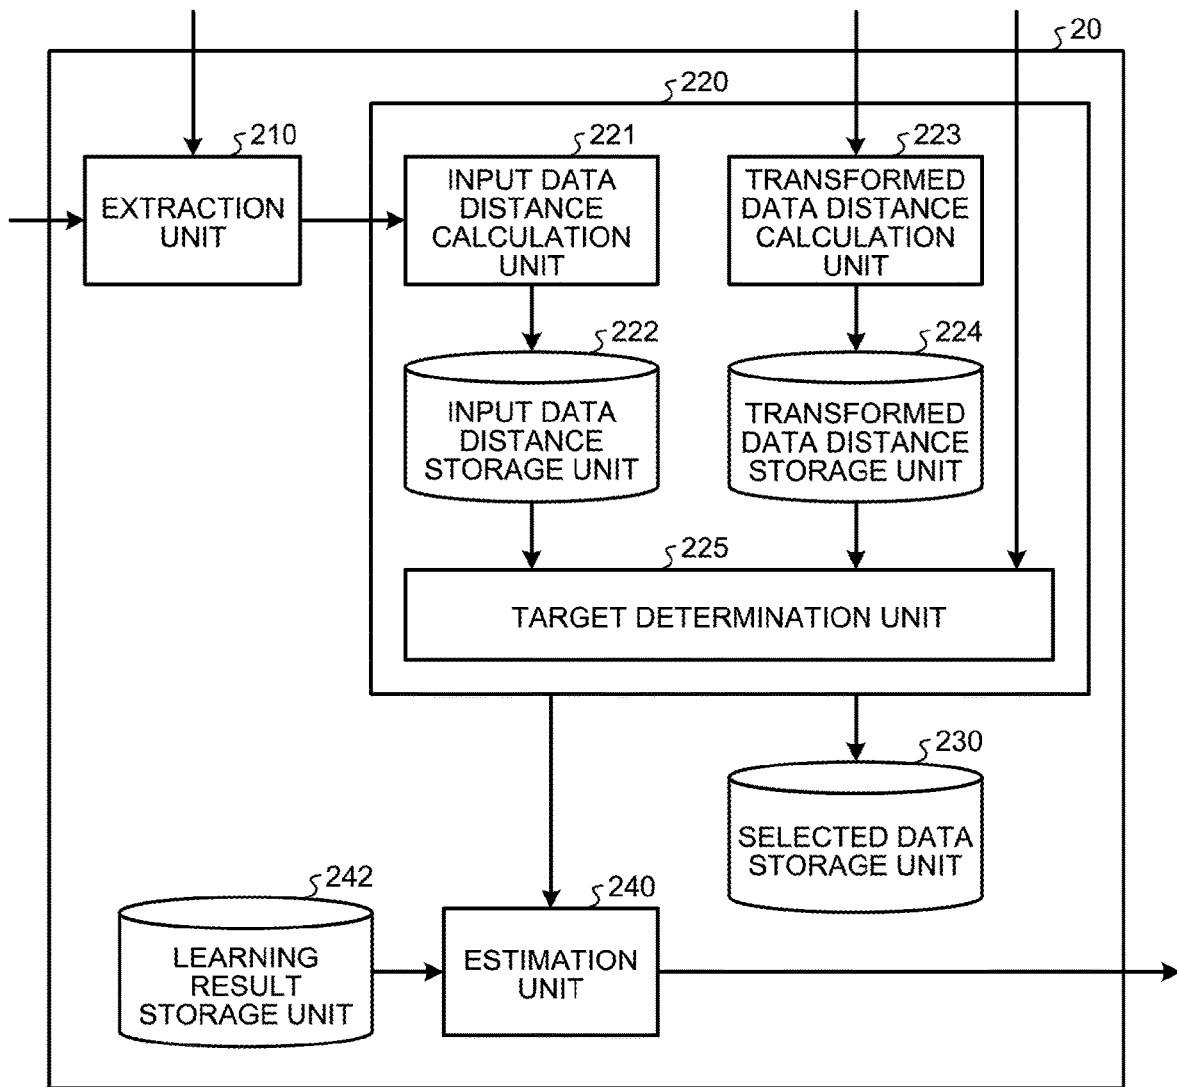 20
220
210
EXTRACTION
UNIT
221
INPUT DATA
DISTANCE
CALCULATION
UNIT
223
TRANSFORMED
DATA DISTANCE
CALCULATION
UNIT
222
INPUT DATA
DISTANCE
STORAGE UNIT
224
TRANSFORMED
DATA DISTANCE
STORAGE UNIT
225
TARGET DETERMINATION UNIT
230
SELECTED DATA
STORAGE UNIT
242
LEARNING
RESULT
STORAGE UNIT
240
ESTIMATION
UNIT